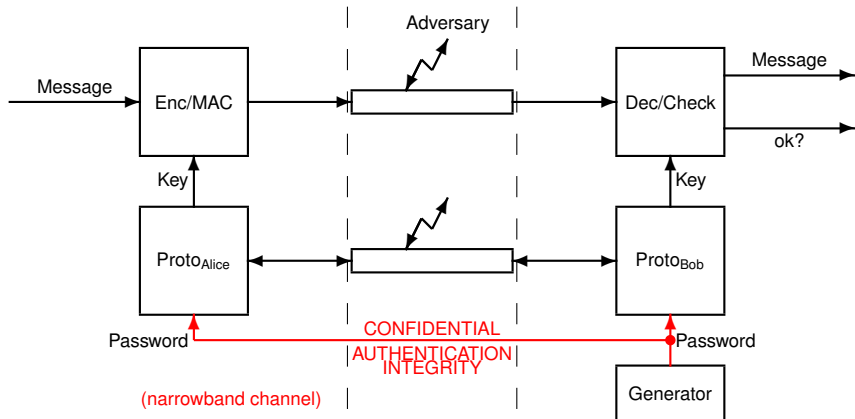 Adversary
Message
Enc/MAC
Dec/Check
Message
ok?
Key
Key
ProtoAlice
ProtoBob
Password
CONFIDENTIAL
AUTHENTICATION
INTEGRITY
Password
(narrowband channel)
Generator